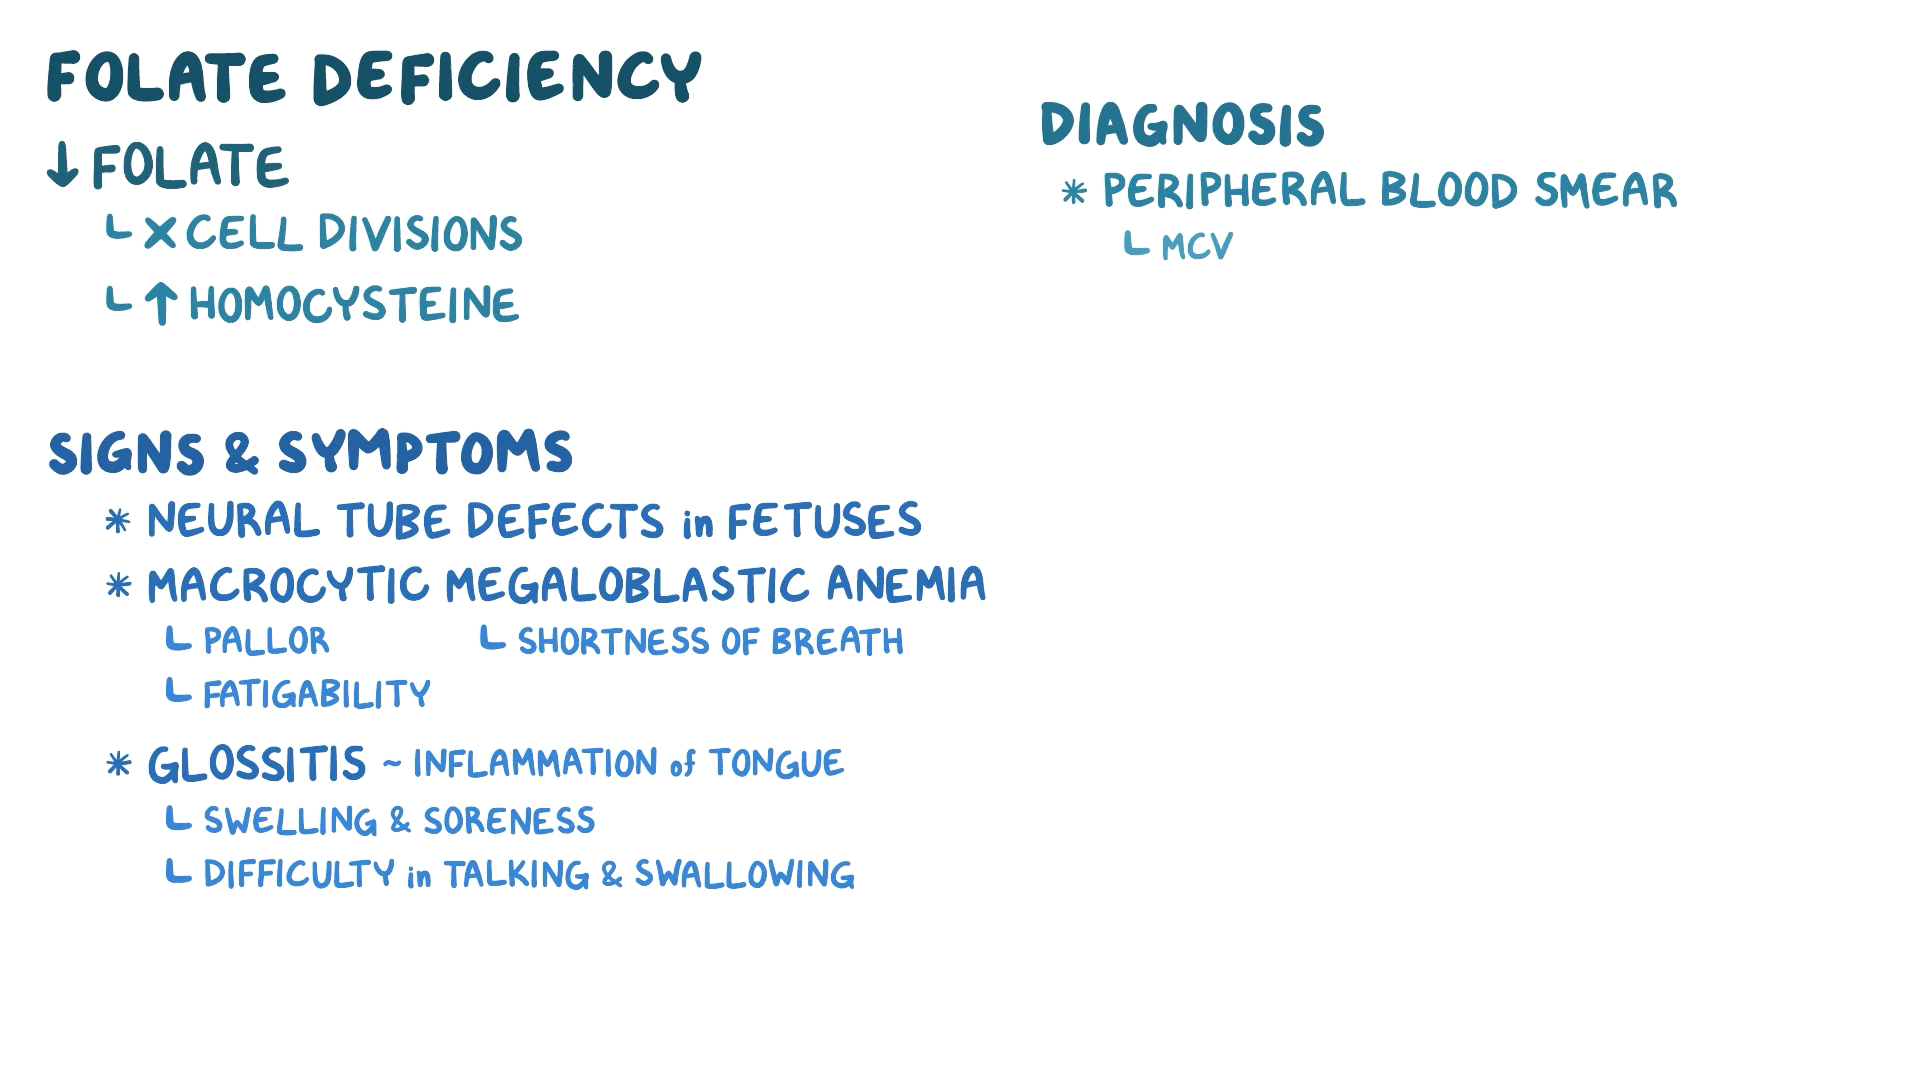 FOLATE DEFICIENCY
↓ FOLATE
└ × CELL DIVISIONS
└ ↑ HOMOCYSTEINE
SIGNS & SYMPTOMS
* NEURAL TUBE DEFECTS in FETUSES
* MACROCYTIC MEGALOBLASTIC ANEMIA
└ PALLOR └ SHORTNESS OF BREATH
└ FATIGABILITY
* GLOSSITIS ~ INFLAMMATION of TONGUE
└ SWELLING & SORENESS
└ DIFFICULTY in TALKING & SWALLOWING
DIAGNOSIS
* PERIPHERAL BLOOD SMEAR
└ MCV